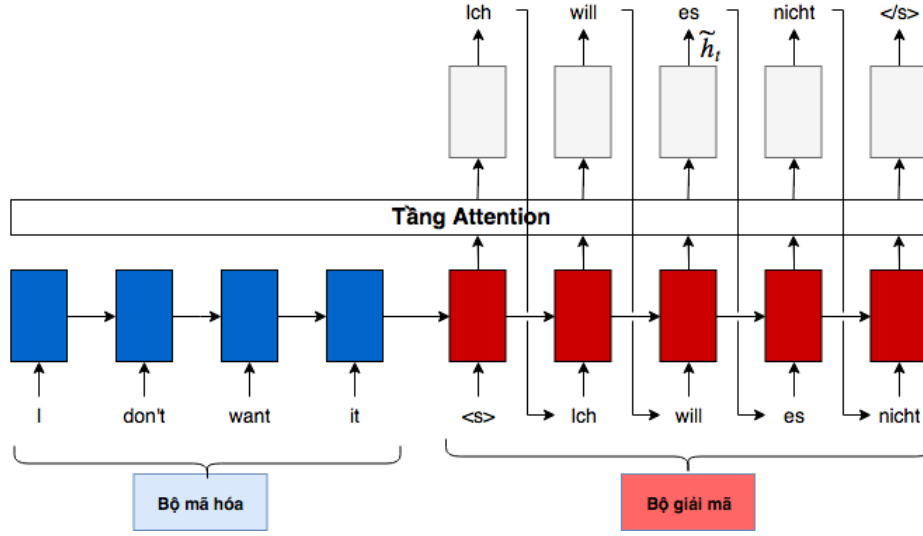 Ich will es nicht </s>
h̃ₜ
Tầng Attention
I don't want it <s> Ich will es nicht
Bộ mã hóa Bộ giải mã